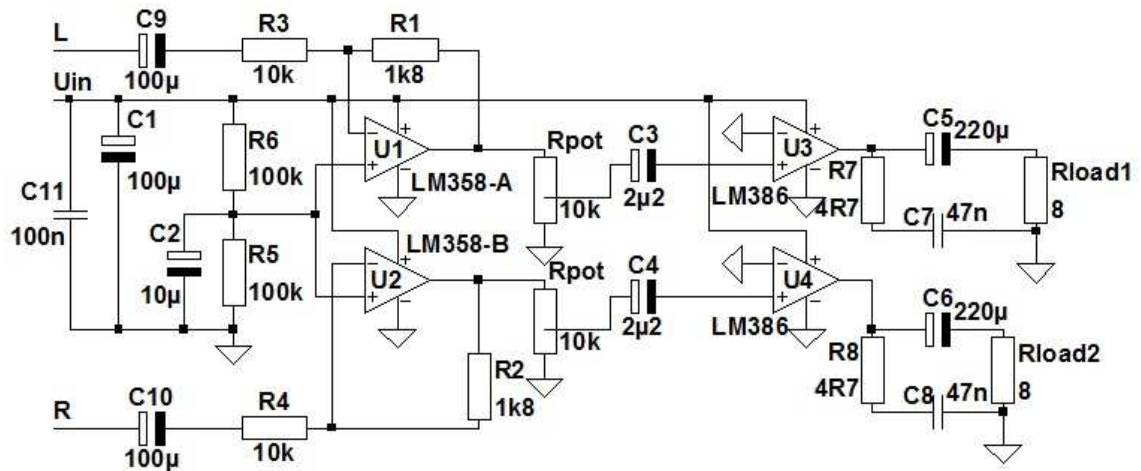 L
C9
100µ
R3
10k
R1
1k8
Uin
C1
100µ
R6
100k
U1
LM358-A
Rpot
10k
C3
2µ2
U3
LM386
C5
220µ
R7
4R7
C7
47n
Rload1
8
C11
100n
C2
10µ
R5
100k
LM358-B
U2
Rpot
10k
C4
2µ2
U4
LM386
C6
220µ
R8
4R7
C8
47n
Rload2
8
R2
1k8
R
C10
100µ
R4
10k